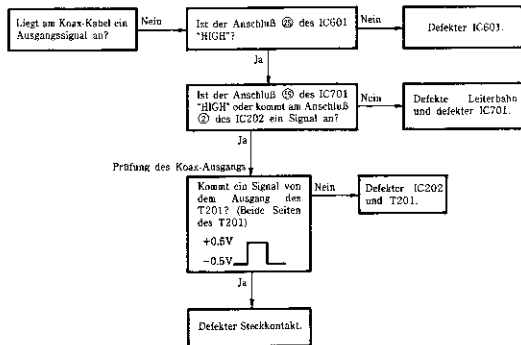 Liegt am Koax-Kabel ein
Ausgangssignal an?
Nein
Ist der Anschluß ㉕ des IC601
"HIGH"?
Nein
Defekter IC601.
Ja
Ist der Anschluß ⑮ des IC701
"HIGH" oder kommt am Anschluß
② des IC202 ein Signal an?
Nein
Defekte Leiterbahn
und defekter IC701.
Ja
Prüfung des Koax-Ausgangs
Kommt ein Signal von
dem Ausgang des
T201? (Beide Seiten
des T201)
+0.5V
-0.5V
Nein
Defekter IC202
und T201.
Ja
Defekter Steckkontakt.